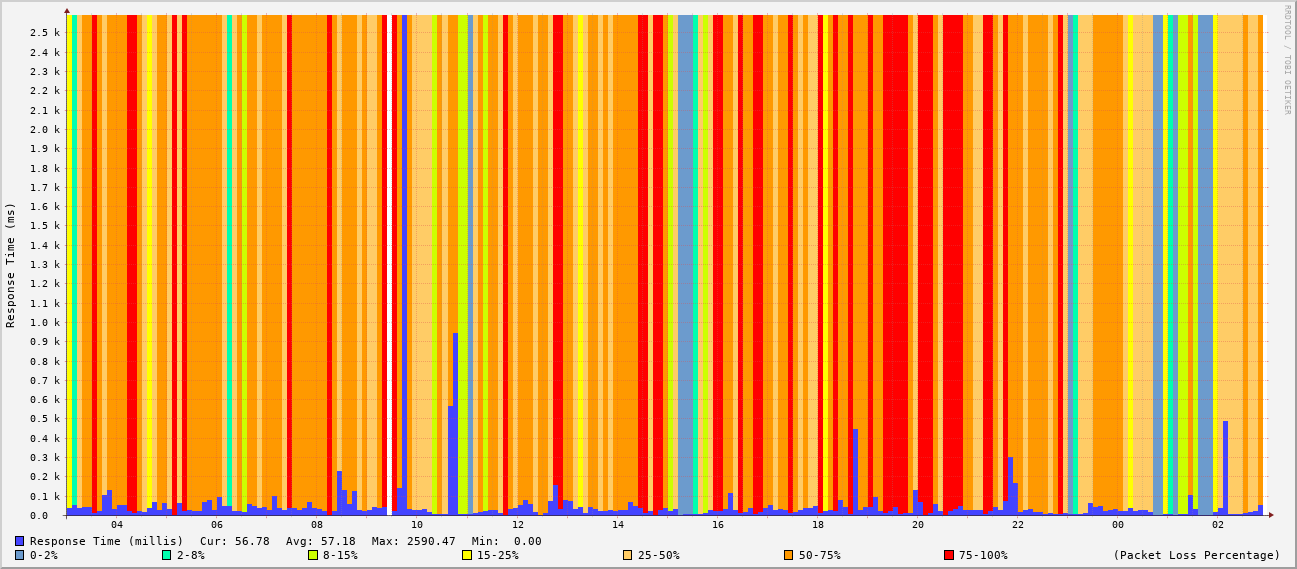 RRDTOOL / TOBI OETIKER
Response Time (ms)
2.5 k
2.4 k
2.3 k
2.2 k
2.1 k
2.0 k
1.9 k
1.8 k
1.7 k
1.6 k
1.5 k
1.4 k
1.3 k
1.2 k
1.1 k
1.0 k
0.9 k
0.8 k
0.7 k
0.6 k
0.5 k
0.4 k
0.3 k
0.2 k
0.1 k
0.0
04 06 08 10 12 14 16 18 20 22 00 02
Response Time (millis) Cur: 56.78 Avg: 57.18 Max: 2590.47 Min: 0.00
0-2% 2-8% 8-15% 15-25% 25-50% 50-75% 75-100% (Packet Loss Percentage)